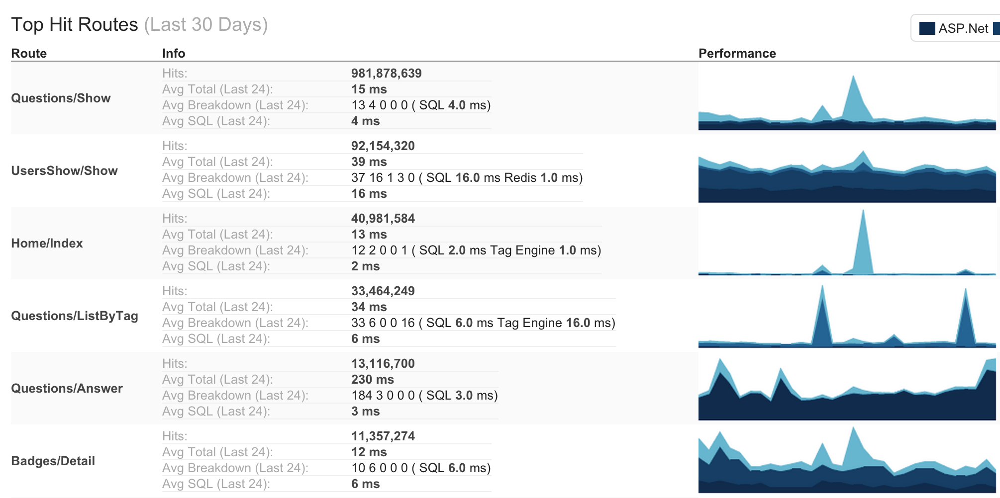 Top Hit Routes (Last 30 Days)
ASP.Net
Route Info Performance
Hits: 981,878,639
Avg Total (Last 24): 15 ms
Questions/Show
Avg Breakdown (Last 24): 13 4 0 0 0 ( SQL 4.0 ms)
Avg SQL (Last 24): 4 ms
Hits: 92,154,320
Avg Total (Last 24): 39 ms
UsersShow/Show
Avg Breakdown (Last 24): 37 16 1 3 0 ( SQL 16.0 ms Redis 1.0 ms)
Avg SQL (Last 24): 16 ms
Hits: 40,981,584
Avg Total (Last 24): 13 ms
Home/Index
Avg Breakdown (Last 24): 12 2 0 0 1 ( SQL 2.0 ms Tag Engine 1.0 ms)
Avg SQL (Last 24): 2 ms
Hits: 33,464,249
Avg Total (Last 24): 34 ms
Questions/ListByTag
Avg Breakdown (Last 24): 33 6 0 0 16 ( SQL 6.0 ms Tag Engine 16.0 ms)
Avg SQL (Last 24): 6 ms
Hits: 13,116,700
Avg Total (Last 24): 230 ms
Questions/Answer
Avg Breakdown (Last 24): 184 3 0 0 0 ( SQL 3.0 ms)
Avg SQL (Last 24): 3 ms
Hits: 11,357,274
Avg Total (Last 24): 12 ms
Badges/Detail
Avg Breakdown (Last 24): 10 6 0 0 0 ( SQL 6.0 ms)
Avg SQL (Last 24): 6 ms